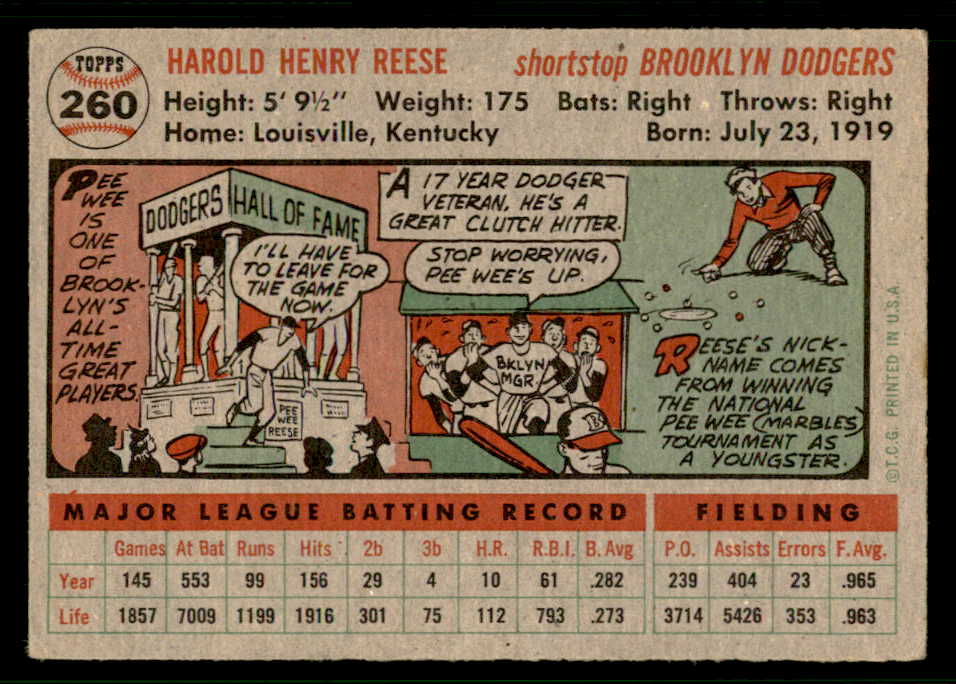 TOPPS
260
HAROLD HENRY REESE
shortstop BROOKLYN DODGERS
Height: 5' 9½" Weight: 175 Bats: Right Throws: Right
Home: Louisville, Kentucky Born: July 23, 1919
PEE
WEE
IS
ONE
OF
BROOK-
LYN'S
ALL-
TIME
GREAT
PLAYERS.
DODGERS HALL OF FAME
I'LL HAVE
TO LEAVE FOR
THE GAME
NOW.
PEE
WEE
REESE
A 17 YEAR DODGER
VETERAN, HE'S A
GREAT CLUTCH HITTER.
STOP WORRYING,
PEE WEE'S UP.
BKLYN
MGR.
B
REESE'S NICK-
NAME COMES
FROM WINNING
THE NATIONAL
PEE WEE (MARBLES)
TOURNAMENT AS
A YOUNGSTER.
©T.C.G. PRINTED IN U.S.A.
MAJOR LEAGUE BATTING RECORD FIELDING
Games At Bat Runs Hits 2b 3b H.R. R.B.I. B. Avg P.O. Assists Errors F. Avg.
Year 145 553 99 156 29 4 10 61 .282 239 404 23 .965
Life 1857 7009 1199 1916 301 75 112 793 .273 3714 5426 353 .963